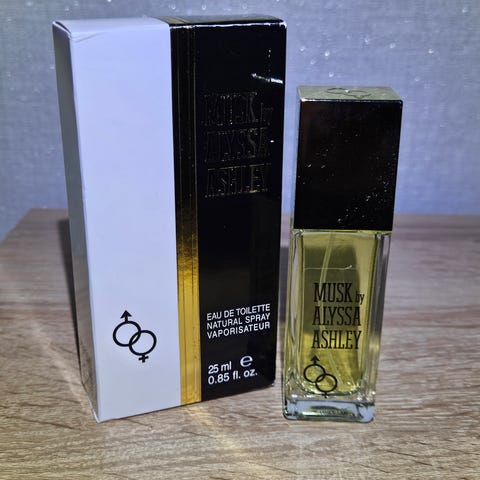 MUSK by
ALYSSA
ASHLEY
EAU DE TOILETTE
NATURAL SPRAY
VAPORISATEUR
25 ml e
0.85 fl. oz.
MUSK by
ALYSSA
ASHLEY